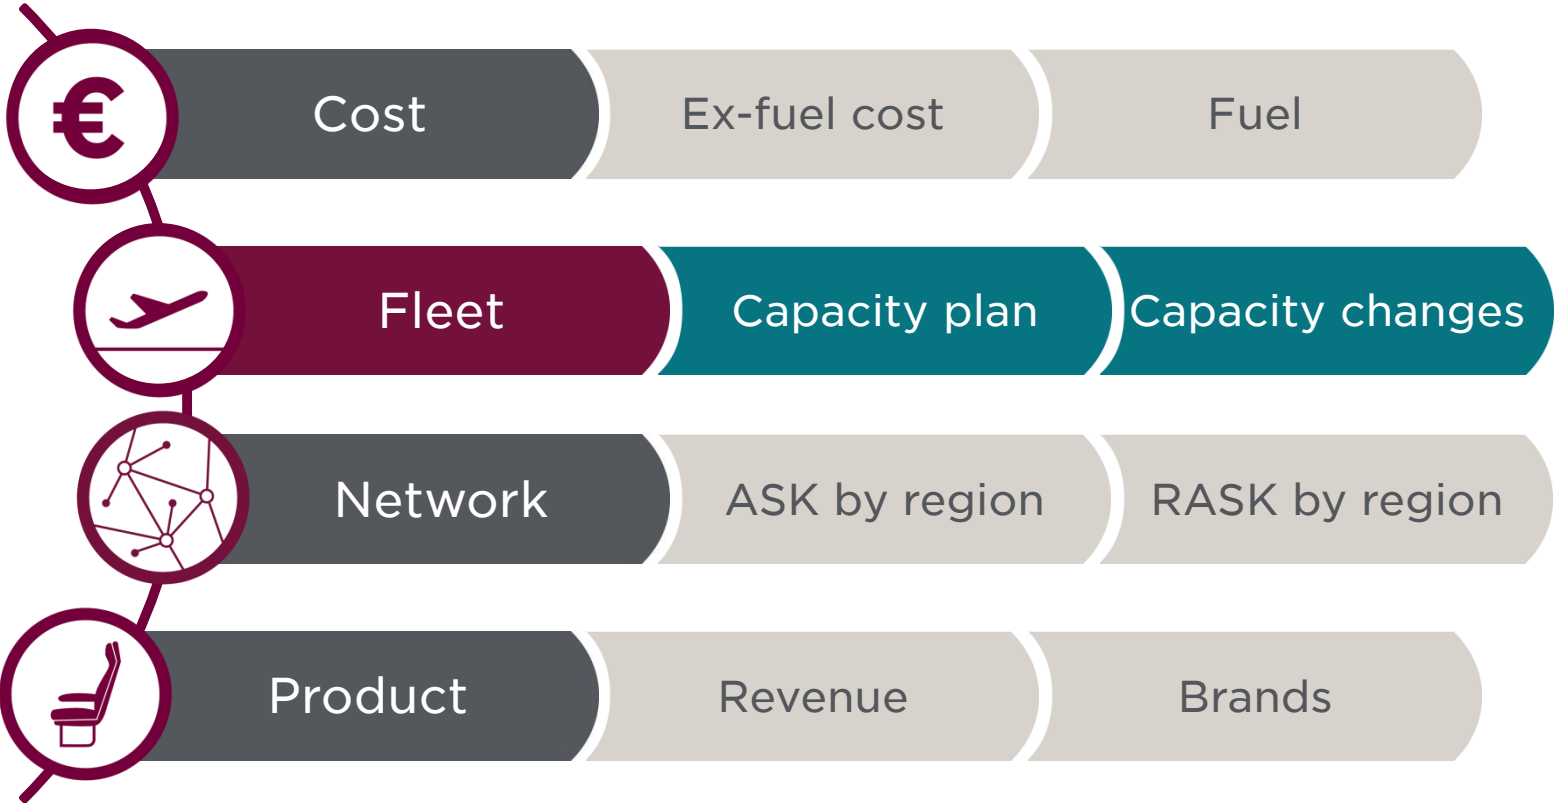 €
Cost
Ex-fuel cost
Fuel
Fleet
Capacity plan
Capacity changes
Network
ASK by region
RASK by region
Product
Revenue
Brands